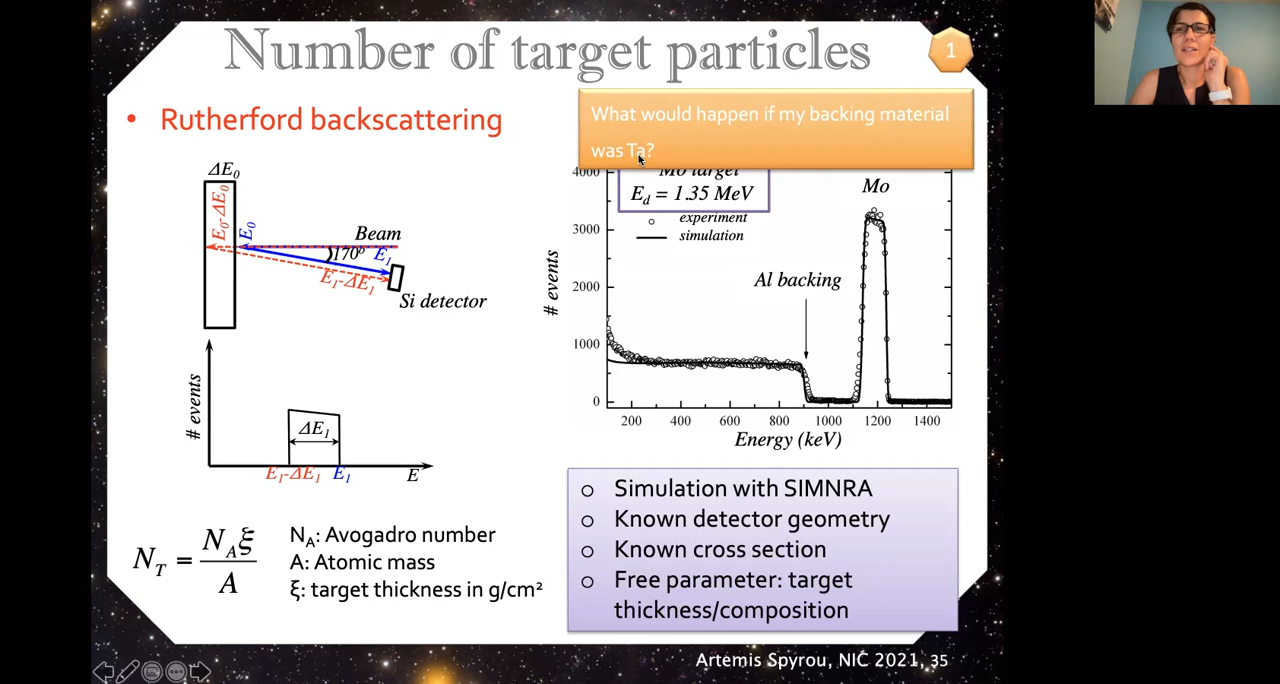 Number of target particles
1
• Rutherford backscattering
What would happen if my backing material
was Ta?
ΔE₀
E₀-ΔE₀
E₀
Beam
170°
E₁
E₁-ΔE₁
Si detector
# events
ΔE₁
E₁-ΔE₁
E₁
E
Mo target
E_d = 1.35 MeV
experiment
simulation
Mo
Al backing
# events
4000
3000
2000
1000
0
200
400
600
800
1000
1200
1400
Energy (keV)
N_T = N_A ξ / A
N_A: Avogadro number
A: Atomic mass
ξ: target thickness in g/cm²
o Simulation with SIMNRA
o Known detector geometry
o Known cross section
o Free parameter: target
thickness/composition
Artemis Spyrou, NIC 2021, 35